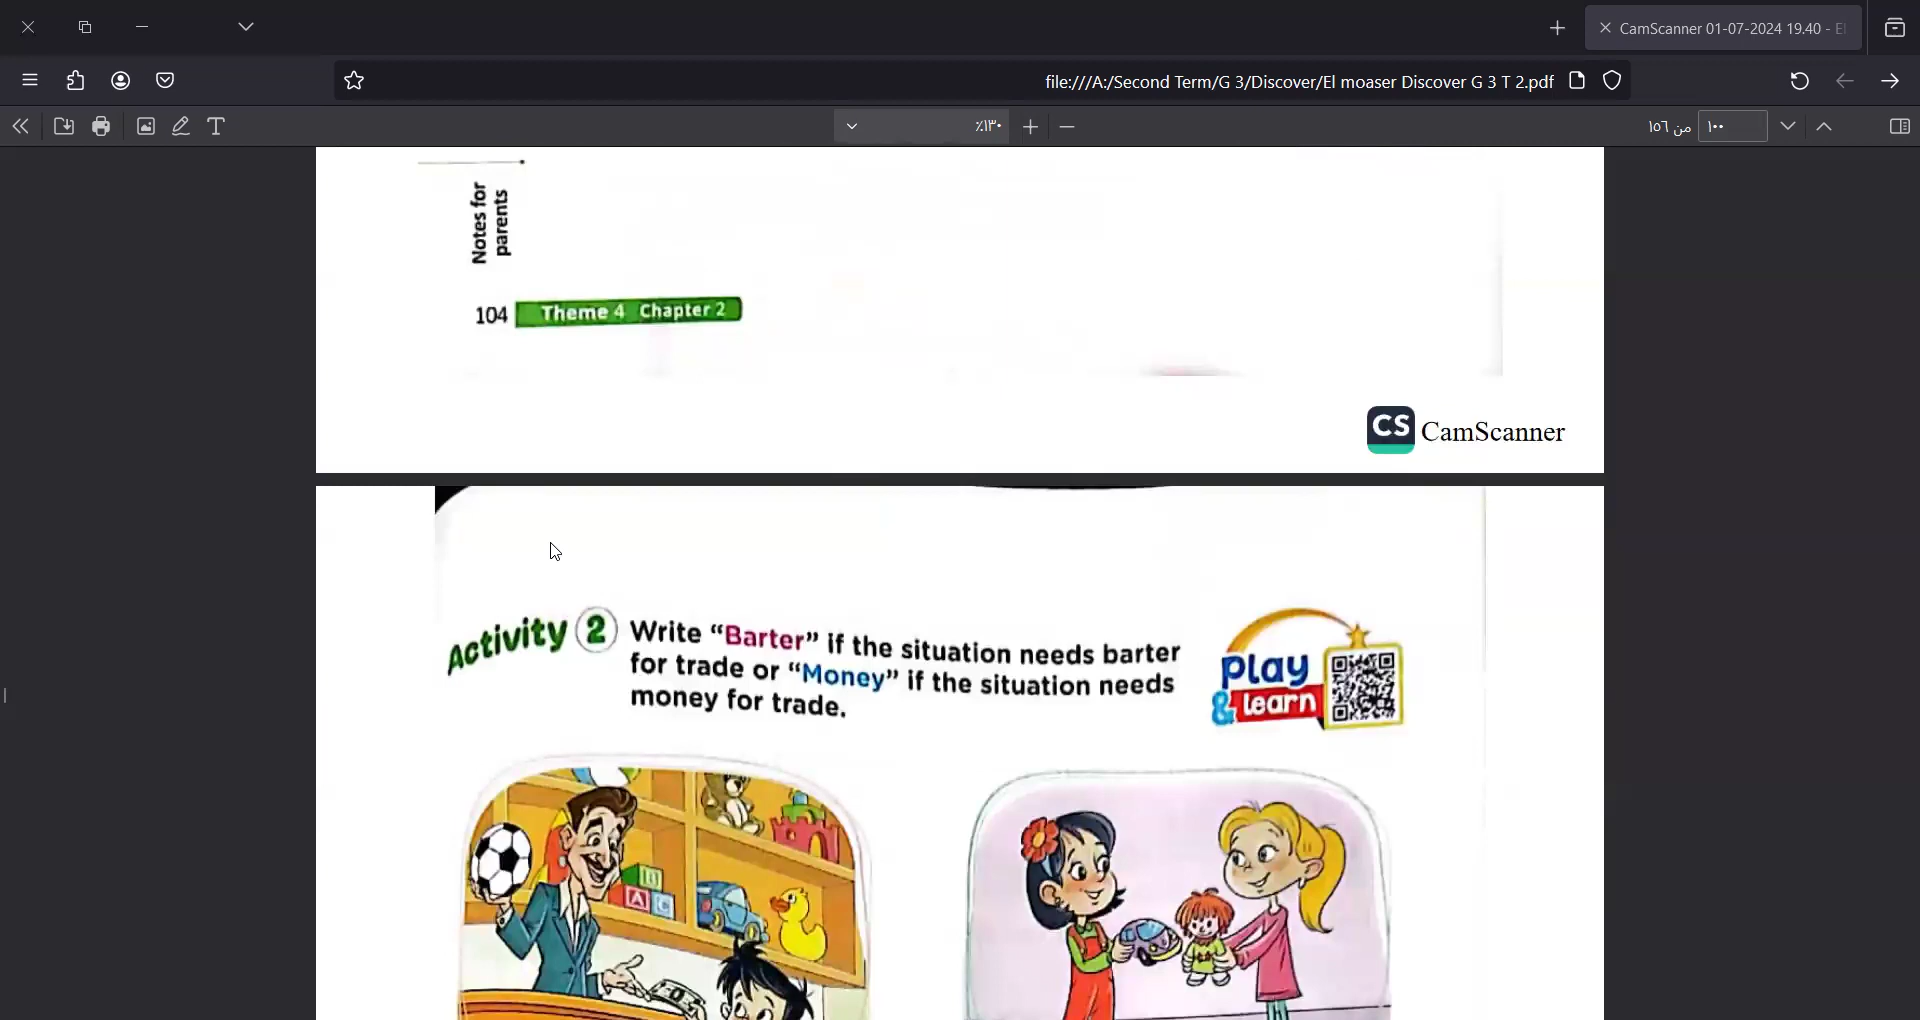 CamScanner 01-07-2024 19.40 - El
file:///A:/Second Term/G 3/Discover/El moaser Discover G 3 T 2.pdf
٪١٣٠
١٠٠ من ١٥٦
Notes for
parents
104 Theme 4 Chapter 2
CS CamScanner
Activity 2 Write “Barter” if the situation needs barter
for trade or “Money” if the situation needs
money for trade.
play
& learn
B
A C